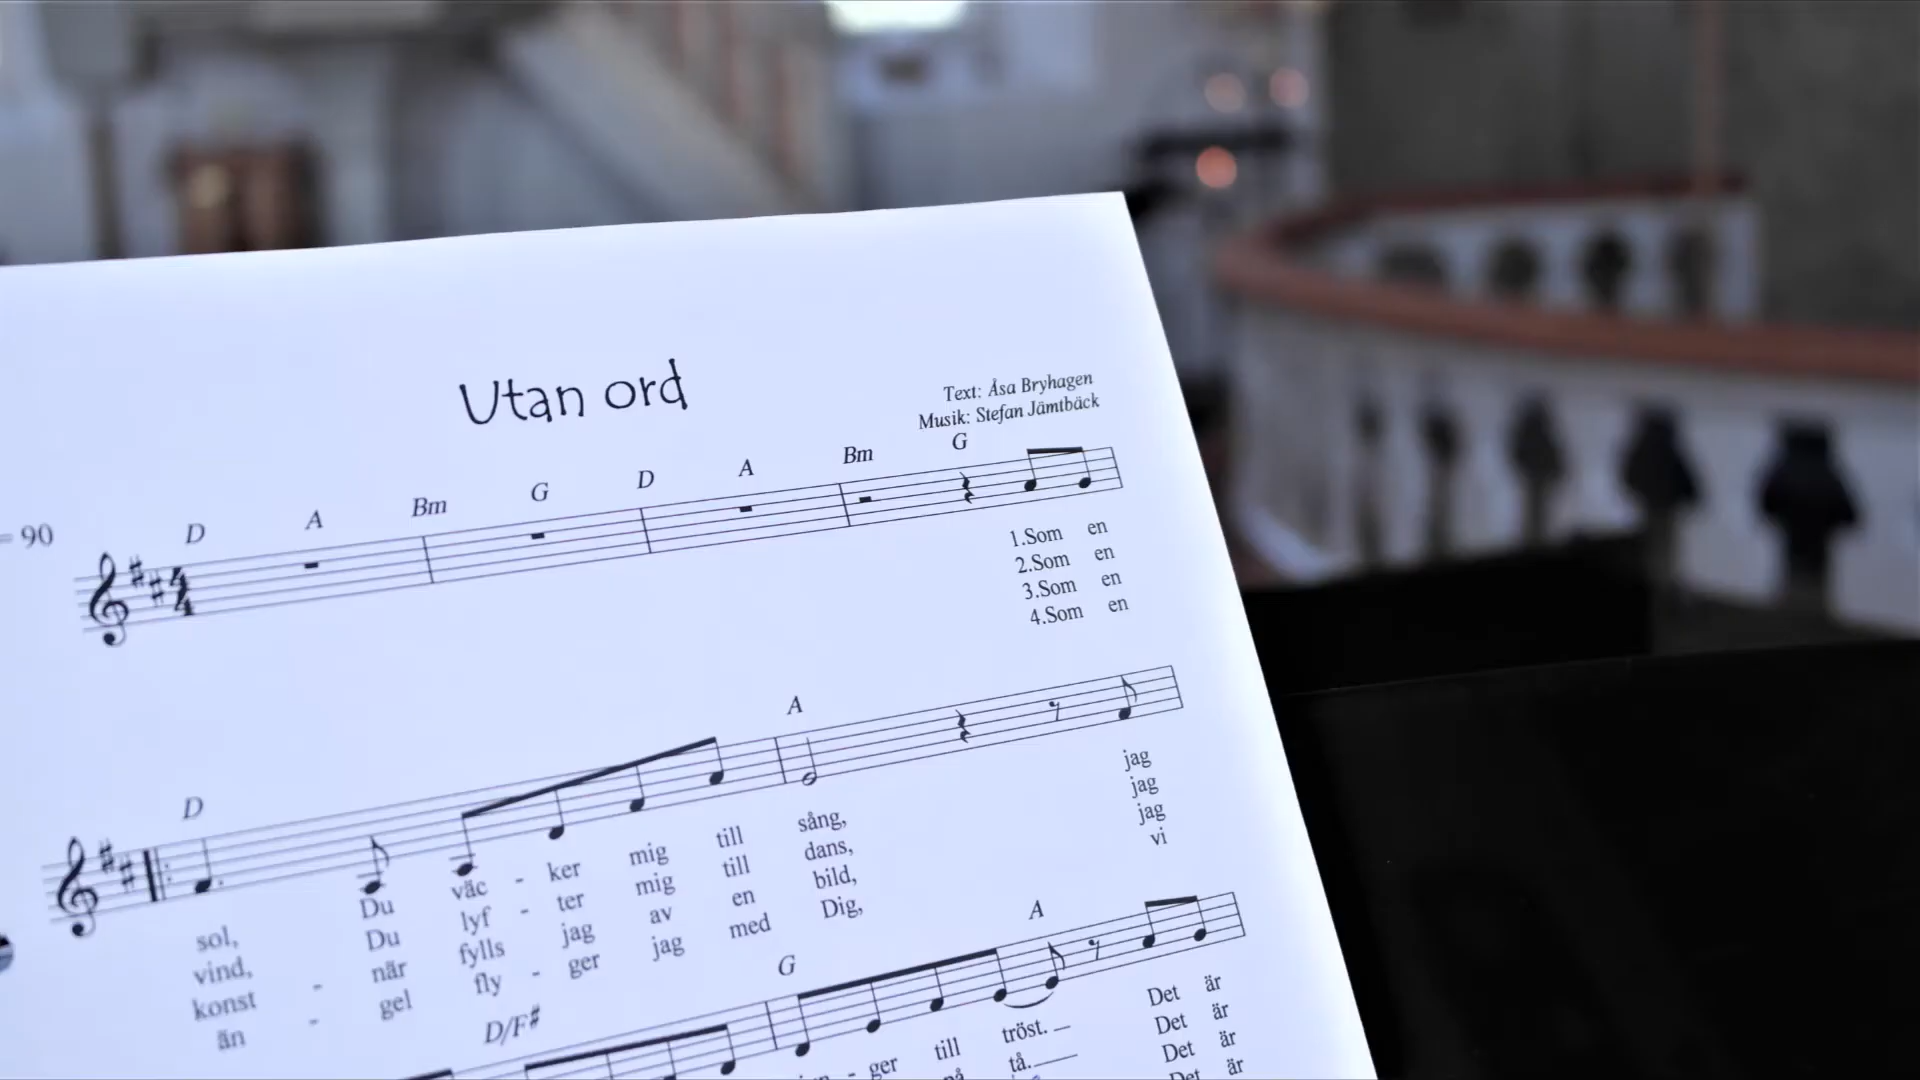 Utan ord
Text: Åsa Bryhagen
Musik: Stefan Jämtbäck
= 90
D A Bm G D A Bm G
1.Som en
2.Som en
3.Som en
4.Som en
D A
sol, Du väc - ker mig till sång, jag
vind, Du lyf - ter mig till dans, jag
konst - när fylls jag av en bild, jag
än - gel fly - ger jag med Dig, vi
D/F# G A
ger till tröst. Det är
på tå. Det är
Det är
Det är